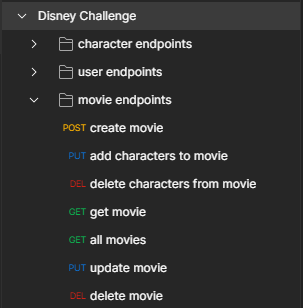 Disney Challenge
character endpoints
user endpoints
movie endpoints
POST create movie
PUT add characters to movie
DEL delete characters from movie
GET get movie
GET all movies
PUT update movie
DEL delete movie